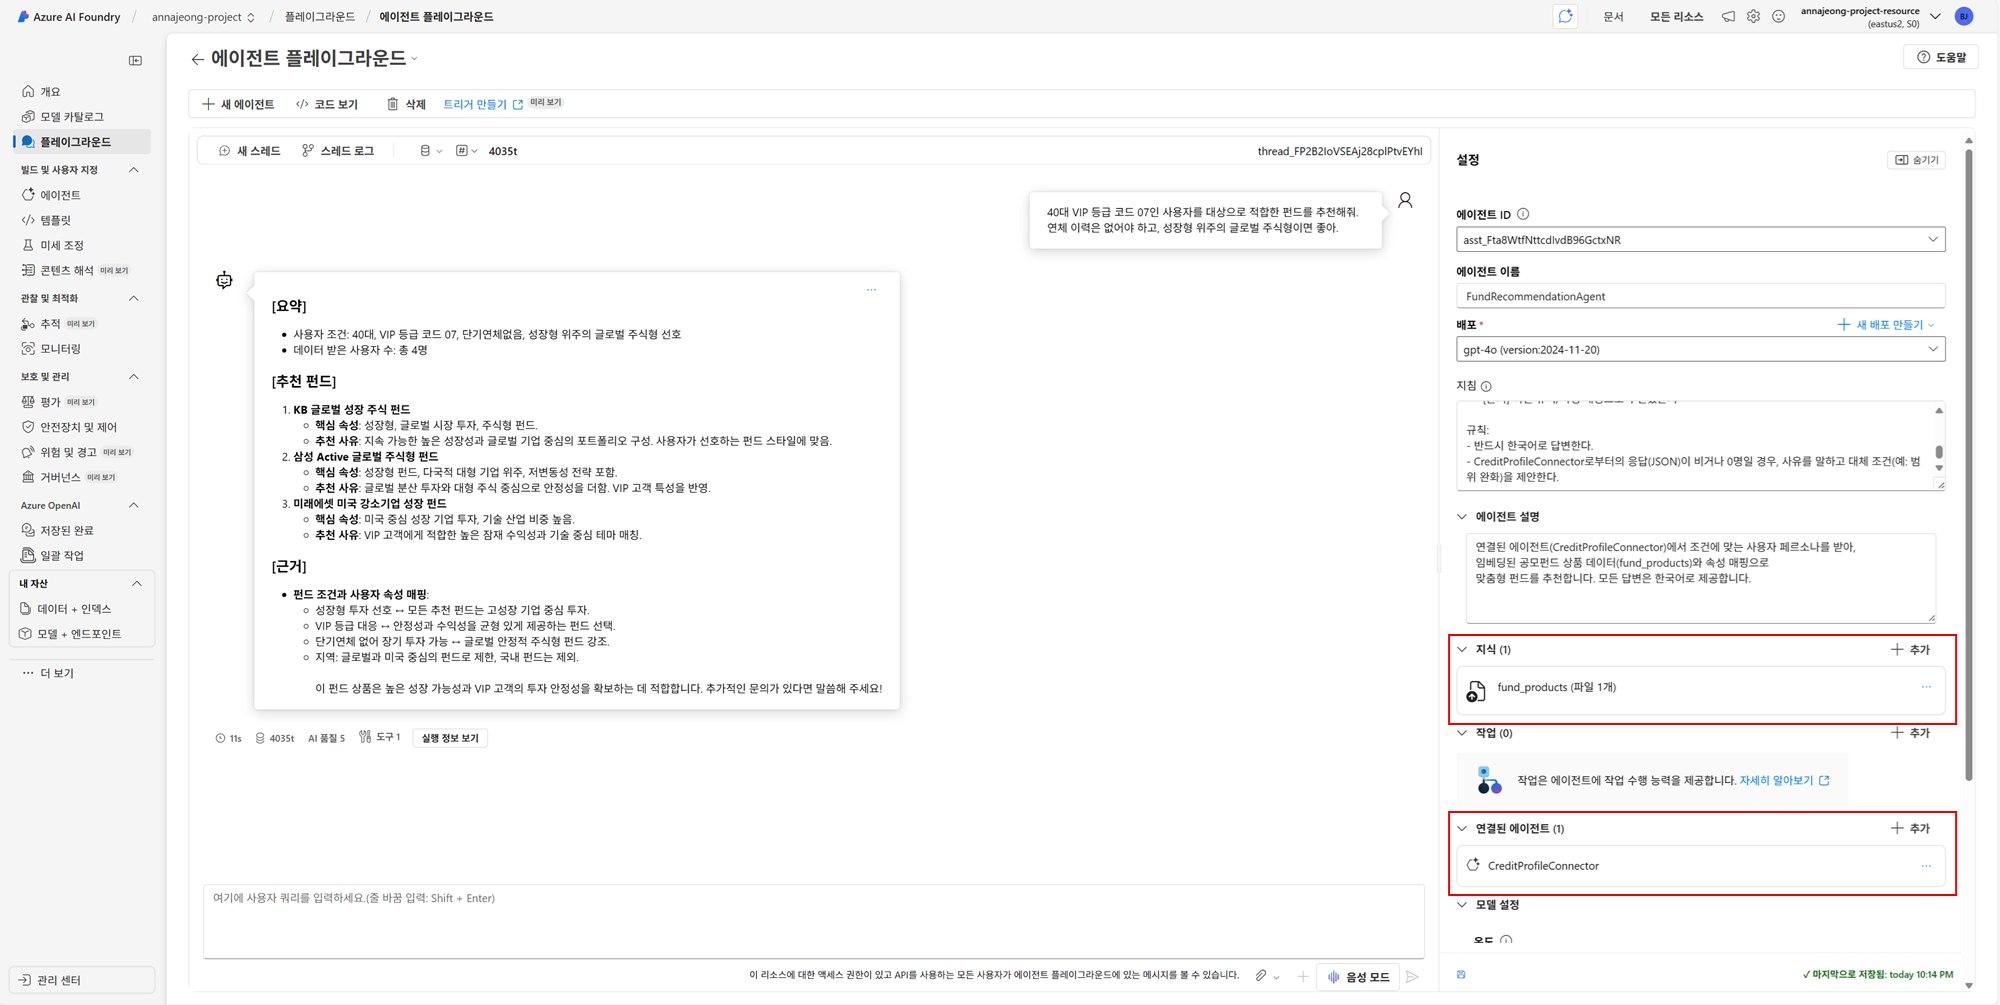 Azure AI Foundry / annajeong-project / 플레이그라운드 / 에이전트 플레이그라운드
문서
모든 리소스
annajeong-project-resource
(eastus2, S0)
BJ
개요
모델 카탈로그
플레이그라운드
빌드 및 사용자 지정
에이전트
템플릿
미세 조정
콘텐츠 해석 미리 보기
관찰 및 최적화
추적 미리 보기
모니터링
보호 및 관리
평가 미리 보기
안전장치 및 제어
위험 및 경고 미리 보기
거버넌스 미리 보기
Azure OpenAI
저장된 완료
일괄 작업
내 자산
데이터 + 인덱스
모델 + 엔드포인트
더 보기
관리 센터
에이전트 플레이그라운드
도움말
새 에이전트
코드 보기
삭제
트리거 만들기 미리 보기
새 스레드
스레드 로그
4035t
thread_FP2B2IoVSEAj28cplPtvEYhI
40대 VIP 등급 코드 07인 사용자를 대상으로 적합한 펀드를 추천해줘.
연체 이력은 없어야 하고, 성장형 위주의 글로벌 주식형이면 좋아.
[요약]
• 사용자 조건: 40대, VIP 등급 코드 07, 단기연체없음, 성장형 위주의 글로벌 주식형 선호
• 데이터 받은 사용자 수: 총 4명
[추천 펀드]
1. KB 글로벌 성장 주식 펀드
◦ 핵심 속성: 성장형, 글로벌 시장 투자, 주식형 펀드.
◦ 추천 사유: 지속 가능한 높은 성장성과 글로벌 기업 중심의 포트폴리오 구성. 사용자가 선호하는 펀드 스타일에 맞음.
2. 삼성 Active 글로벌 주식형 펀드
◦ 핵심 속성: 성장형 펀드, 다국적 대형 기업 위주, 저변동성 전략 포함.
◦ 추천 사유: 글로벌 분산 투자와 대형 주식 중심으로 안정성을 더함. VIP 고객 특성을 반영.
3. 미래에셋 미국 강소기업 성장 펀드
◦ 핵심 속성: 미국 중심 성장 기업 투자, 기술 산업 비중 높음.
◦ 추천 사유: VIP 고객에게 적합한 높은 잠재 수익성과 기술 중심 테마 매칭.
[근거]
• 펀드 조건과 사용자 속성 매핑:
◦ 성장형 투자 선호 ↔ 모든 추천 펀드는 고성장 기업 중심 투자.
◦ VIP 등급 대응 ↔ 안정성과 수익성을 균형 있게 제공하는 펀드 선택.
◦ 단기연체 없어 장기 투자 가능 ↔ 글로벌 안정적 주식형 펀드 강조.
◦ 지역: 글로벌과 미국 중심의 펀드로 제한, 국내 펀드는 제외.
이 펀드 상품은 높은 성장 가능성과 VIP 고객의 투자 안정성을 확보하는 데 적합합니다. 추가적인 문의가 있다면 말씀해 주세요!
11s 4035t AI 품질 5 도구 1 실행 정보 보기
여기에 사용자 쿼리를 입력하세요.(줄 바꿈 입력: Shift + Enter)
이 리소스에 대한 액세스 권한이 있고 API를 사용하는 모든 사용자가 에이전트 플레이그라운드에 있는 메시지를 볼 수 있습니다.
음성 모드
설정
숨기기
에이전트 ID
asst_Fta8WtfNttcdIvdB96GctxNR
에이전트 이름
FundRecommendationAgent
배포 *
새 배포 만들기
gpt-4o (version:2024-11-20)
지침
규칙:
- 반드시 한국어로 답변한다.
- CreditProfileConnector로부터의 응답(JSON)이 비거나 0명일 경우, 사유를 말하고 대체 조건(예: 범
위 완화)을 제안한다.
에이전트 설명
연결된 에이전트(CreditProfileConnector)에서 조건에 맞는 사용자 페르소나를 받아,
임베딩된 공모펀드 상품 데이터(fund_products)와 속성 매핑으로
맞춤형 펀드를 추천합니다. 모든 답변은 한국어로 제공합니다.
지식 (1)
추가
fund_products (파일 1개)
작업 (0)
추가
작업은 에이전트에 작업 수행 능력을 제공합니다. 자세히 알아보기
연결된 에이전트 (1)
추가
CreditProfileConnector
모델 설정
온도
✓ 마지막으로 저장됨: today 10:14 PM